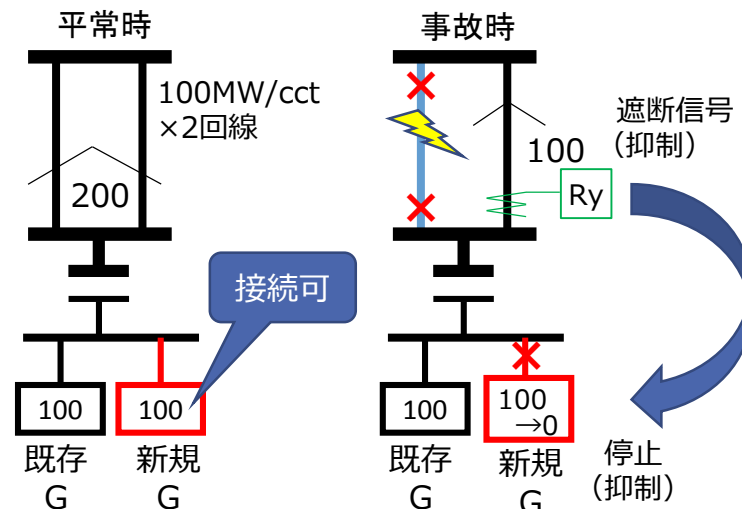 平常時
100MW/cct
×2回線
200
接続可
100
100
既存
G
新規
G
事故時
遮断信号
（抑制）
100
Ry
100
100
→0
既存
G
新規
G
停止
（抑制）